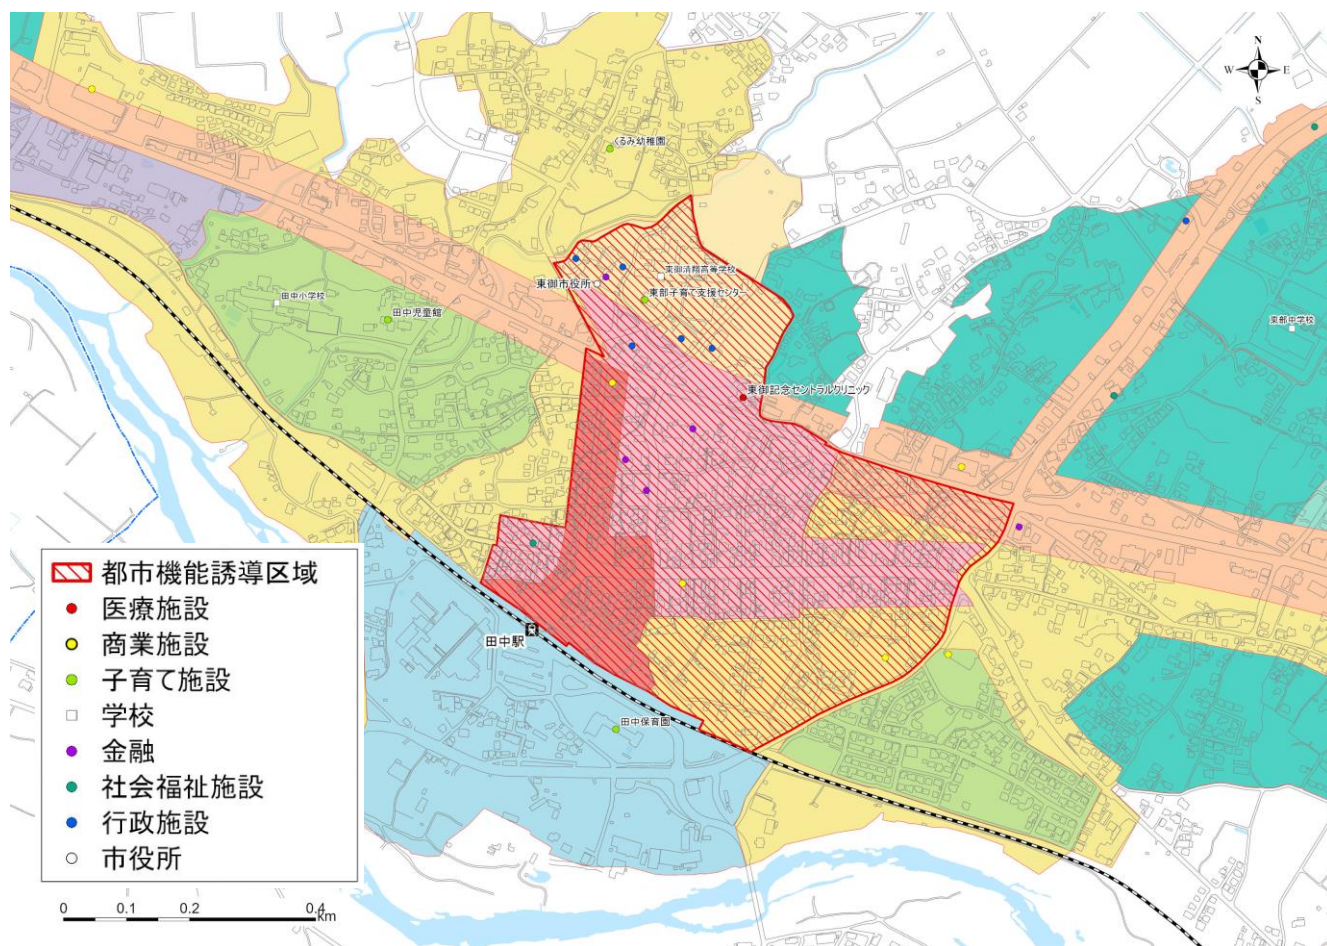 N
W E
S
くるみ幼稚園
東御清翔高等学校
東御市役所
東部子育て支援センター
田中小学校
田中児童館
東部中学校
東御記念セントラルクリニック
田中駅
田中保育園
都市機能誘導区域
医療施設
商業施設
子育て施設
学校
金融
社会福祉施設
行政施設
市役所
0 0.1 0.2 0.4
Km